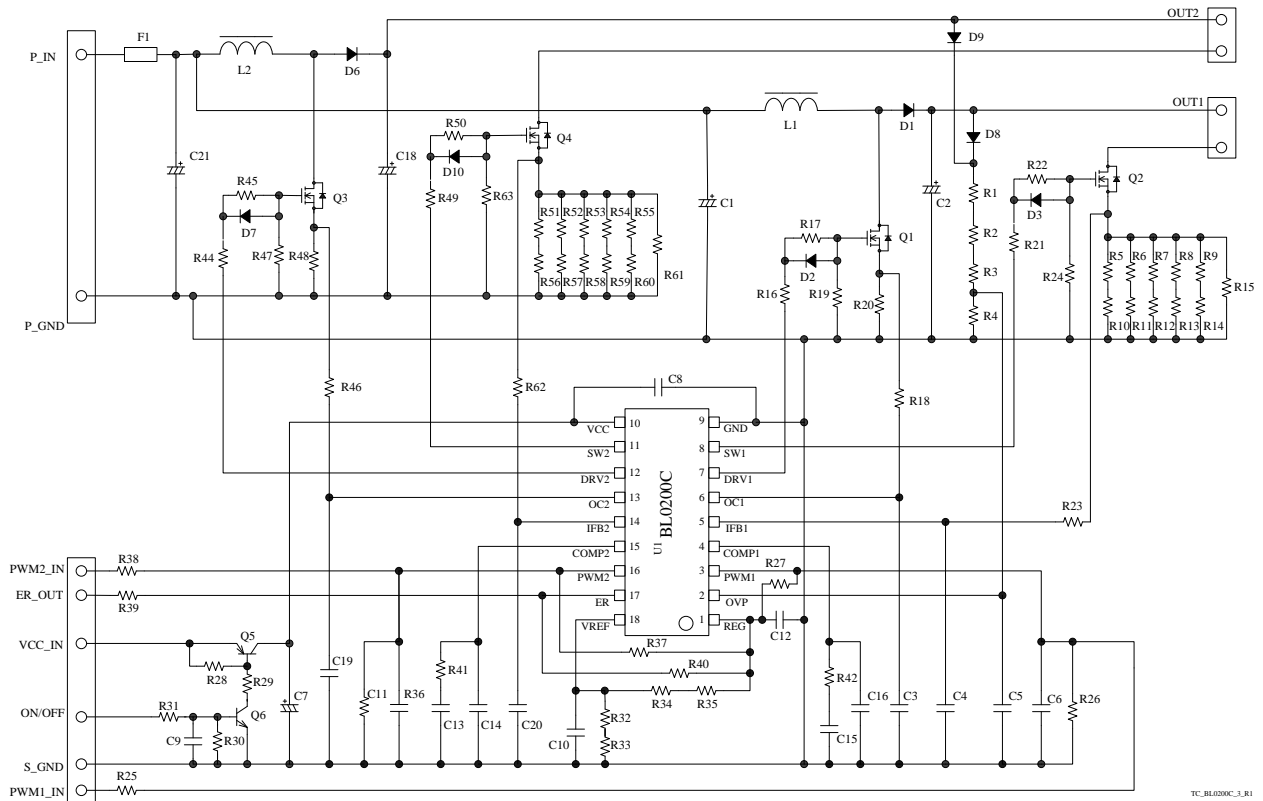 OUT2
F1
D9
P_IN
L2
D6
OUT1
R50
L1
D1
D8
C21
C18
Q4
D10
R22
R45
Q3
R49
R63
Q2
D7
R51 R52 R53 R54 R55
C1
C2
R1
D3
R17
Q1
R2
R21
R44
R47
R48
R61
D2
R5 R6 R7 R8 R9
R56 R57 R58 R59 R60
R16
R19
R20
R3
R24
R15
P_GND
R4
R10 R11 R12 R13 R14
R46
R62
C8
R18
VCC 10 9 GND
SW2 11 8 SW1
DRV2 12 7 DRV1
OC2 13 6 OC1
U1 BL0200C
R23
IFB2 14 5 IFB1
COMP2 15 4 COMP1
PWM2 16 3 PWM1
ER 17 2 OVP
VREF 18 1 REG
R27
C12
PWM2_IN
R38
ER_OUT
R39
VCC_IN
Q5
R28
R29
C7
C19
R37
R40
R41
R34
R35
R42
C11
R36
C13
C14
C20
C10
R32
R33
C15
C16
C3
C4
C5
C6
R26
ON/OFF
R31
Q6
C9
R30
S_GND
R25
PWM1_IN
TC_BL0200C_3_R1